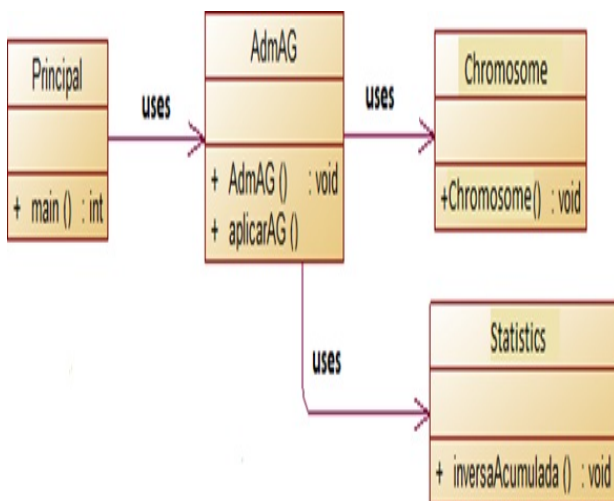 Principal
+ main () : int
uses
AdmAG
+ AdmAG () : void
+ aplicarAG ()
uses
Chromosome
+Chromosome() : void
uses
Statistics
+ inversaAcumulada () : void